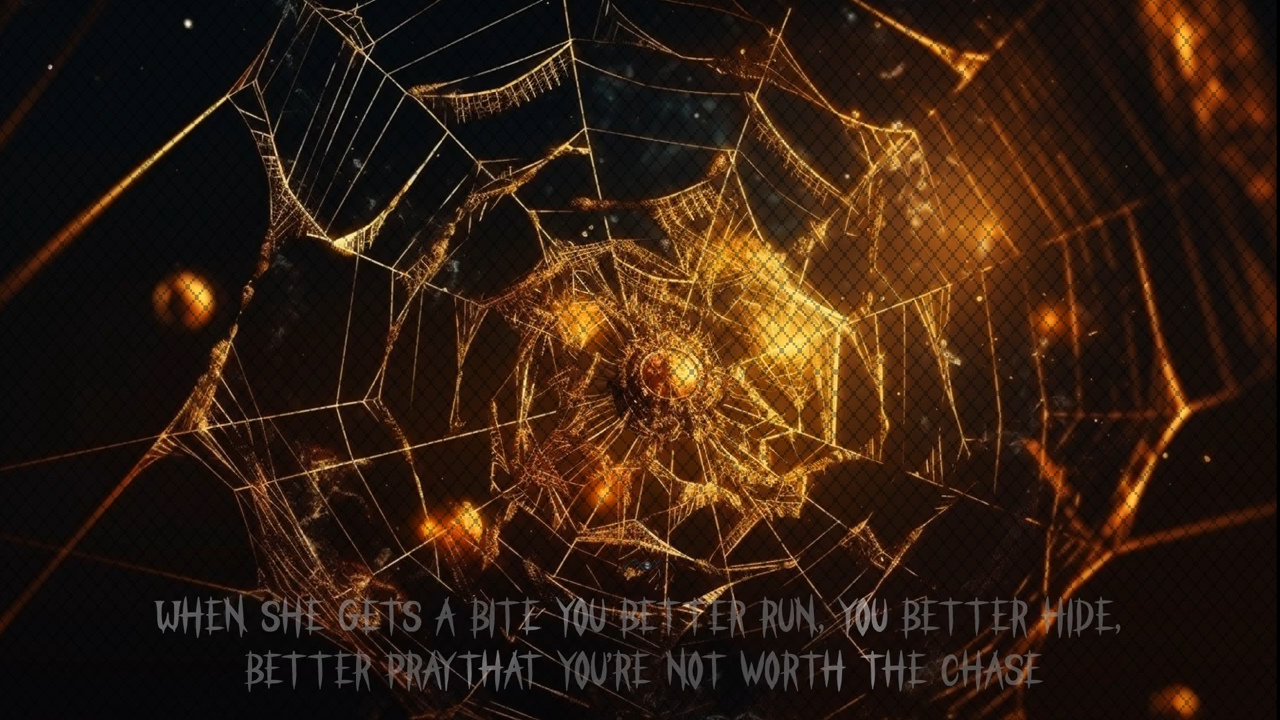 WHEN SHE GETS A BITE YOU BETTER RUN, YOU BETTER HIDE,
BETTER PRAYTHAT YOU'RE NOT WORTH THE CHASE